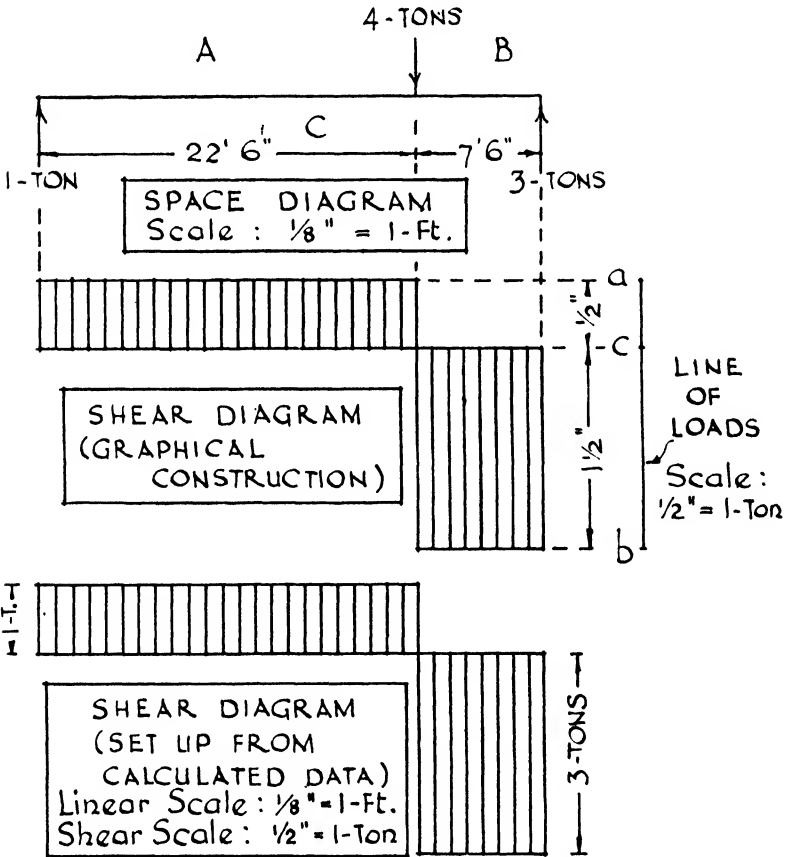 4-TONS
A
B
C
22' 6"
7'6"
1-TON
3-TONS
SPACE DIAGRAM
Scale : 1/8" = 1-Ft.
a
1/2"
c
SHEAR DIAGRAM
(GRAPHICAL
CONSTRUCTION)
1 1/2"
LINE
OF
LOADS
Scale:
1/2" = 1-Ton
b
1-T.
SHEAR DIAGRAM
(SET UP FROM
CALCULATED DATA)
Linear Scale : 1/8" = 1-Ft.
Shear Scale : 1/2" = 1-Ton
3-TONS